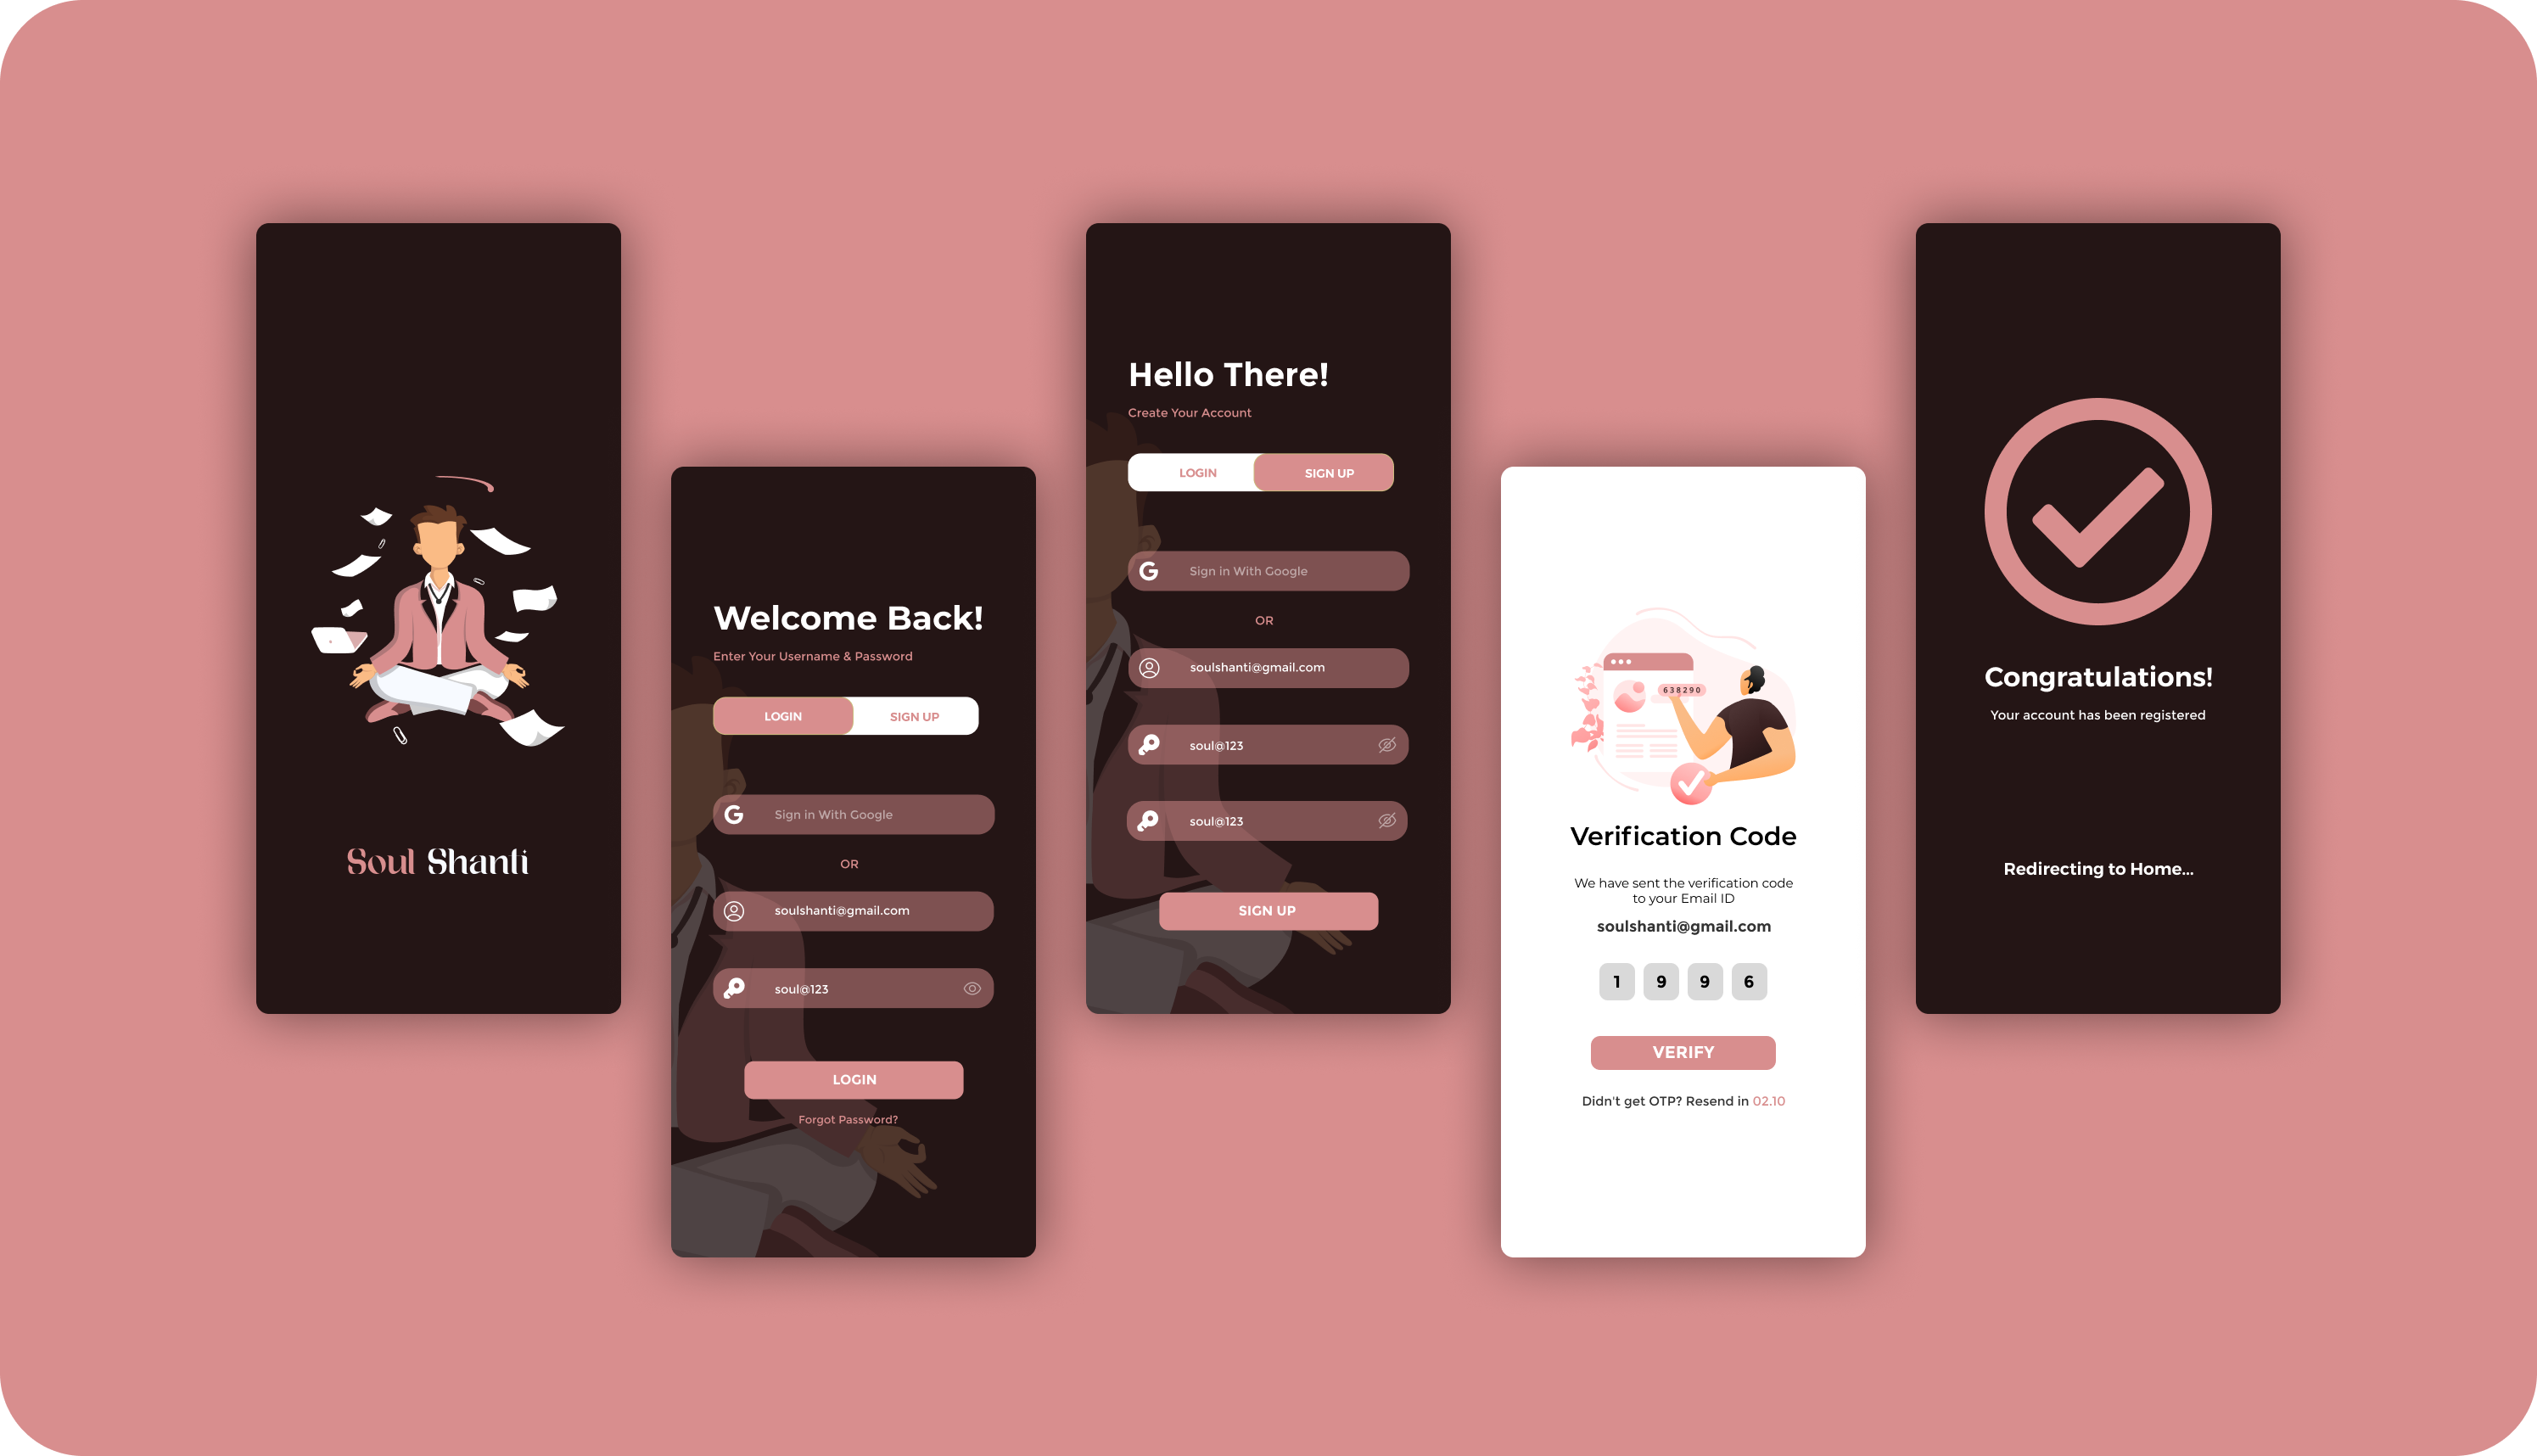 Soul Shanti
Welcome Back!
Enter Your Username & Password
LOGIN
SIGN UP
Sign in With Google
OR
soulshanti@gmail.com
soul@123
LOGIN
Forgot Password?
Hello There!
Create Your Account
LOGIN
SIGN UP
Sign in With Google
OR
soulshanti@gmail.com
soul@123
soul@123
SIGN UP
638290
Verification Code
We have sent the verification code
to your Email ID
soulshanti@gmail.com
1 9 9 6
VERIFY
Didn't get OTP? Resend in 02.10
Congratulations!
Your account has been registered
Redirecting to Home...